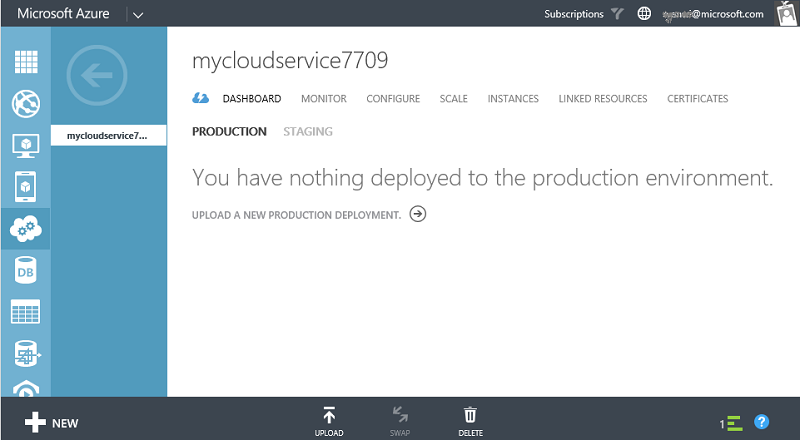 Microsoft Azure
Subscriptions
@microsoft.com
mycloudservice7...
mycloudservice7709
DASHBOARD MONITOR CONFIGURE SCALE INSTANCES LINKED RESOURCES CERTIFICATES
PRODUCTION STAGING
You have nothing deployed to the production environment.
UPLOAD A NEW PRODUCTION DEPLOYMENT.
DB
NEW
UPLOAD
SWAP
DELETE
1
?